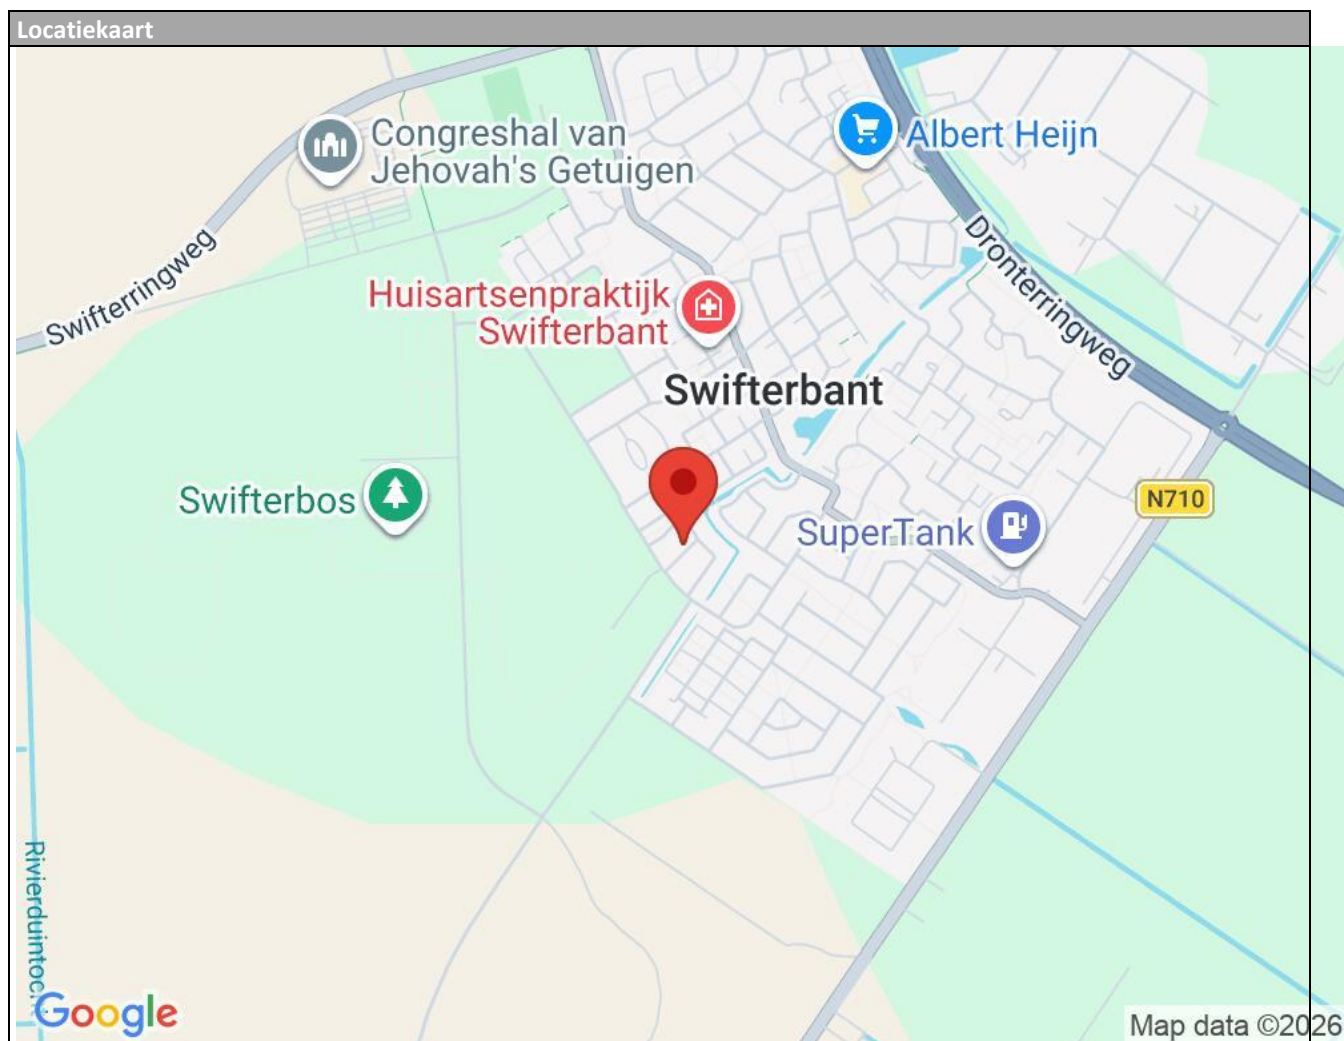 Locatiekaart
Congreshal van
Jehovah's Getuigen
Albert Heijn
Swifterringweg
Dronterringweg
Huisartsenpraktijk
Swifterbant
Swifterbant
Swifterbos
SuperTank
N710
Rivierduintocht
Google
Map data ©2026